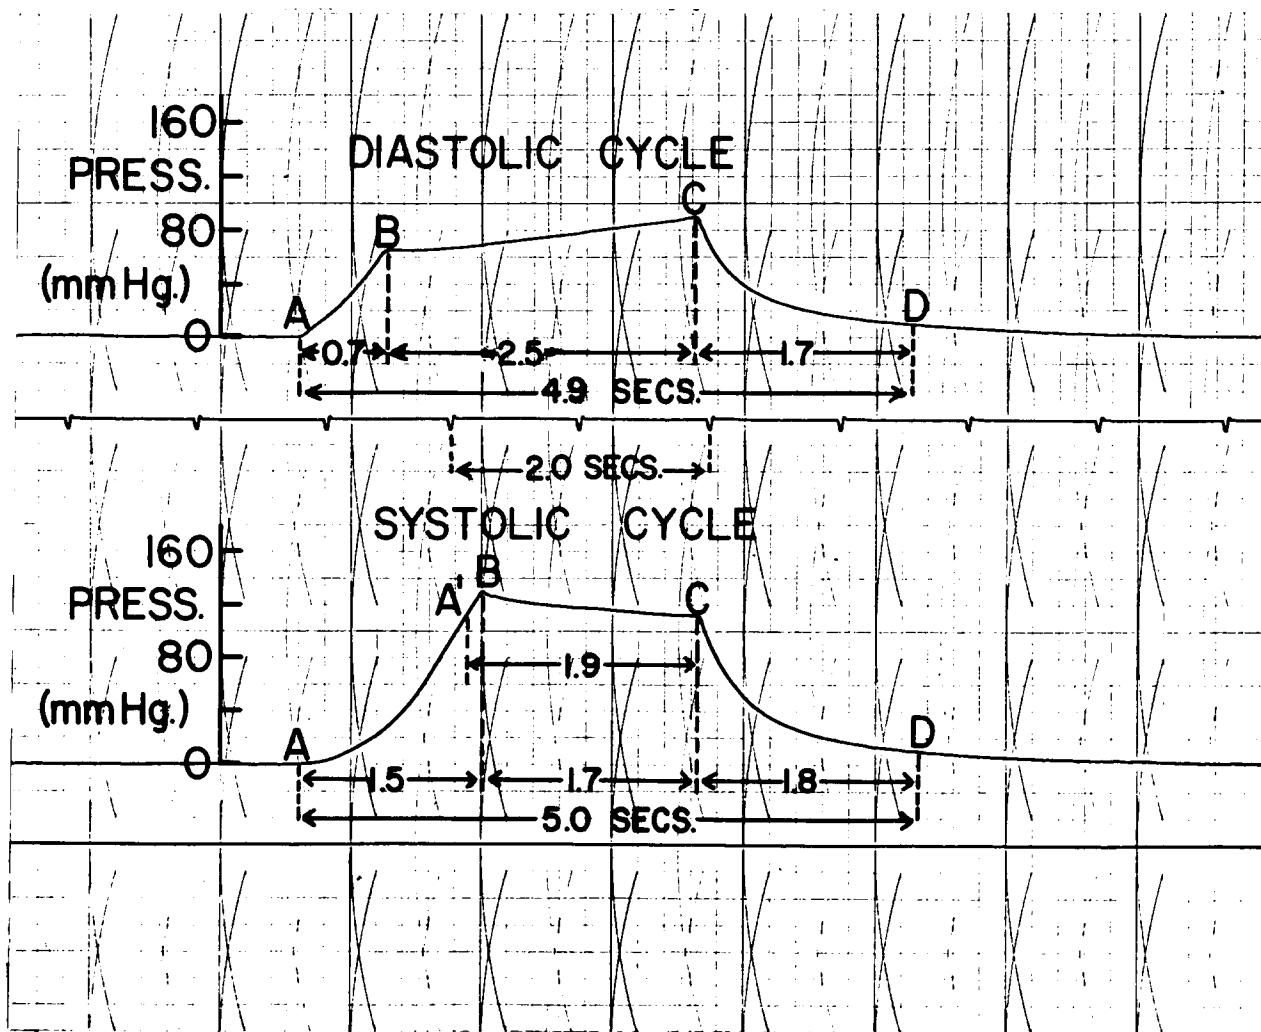 160
DIASTOLIC CYCLE
PRESS.
C
80
B
(mm Hg.)
A
D
0
0.7
2.5
1.7
4.9 SECS.
2.0 SECS.
SYSTOLIC CYCLE
160
B
PRESS.
A'
C
80
1.9
(mm Hg.)
A
D
0
1.5
1.7
1.8
5.0 SECS.